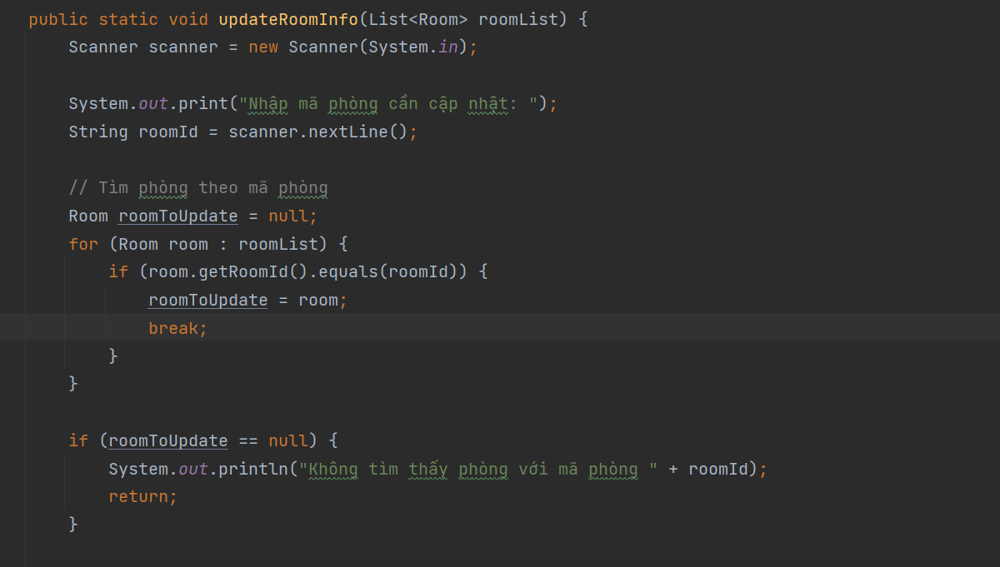 public static void updateRoomInfo(List<Room> roomList) {
Scanner scanner = new Scanner(System.in);
System.out.print("Nhập mã phòng cần cập nhật: ");
String roomId = scanner.nextLine();
// Tìm phòng theo mã phòng
Room roomToUpdate = null;
for (Room room : roomList) {
if (room.getRoomId().equals(roomId)) {
roomToUpdate = room;
break;
}
}
if (roomToUpdate == null) {
System.out.println("Không tìm thấy phòng với mã phòng " + roomId);
return;
}